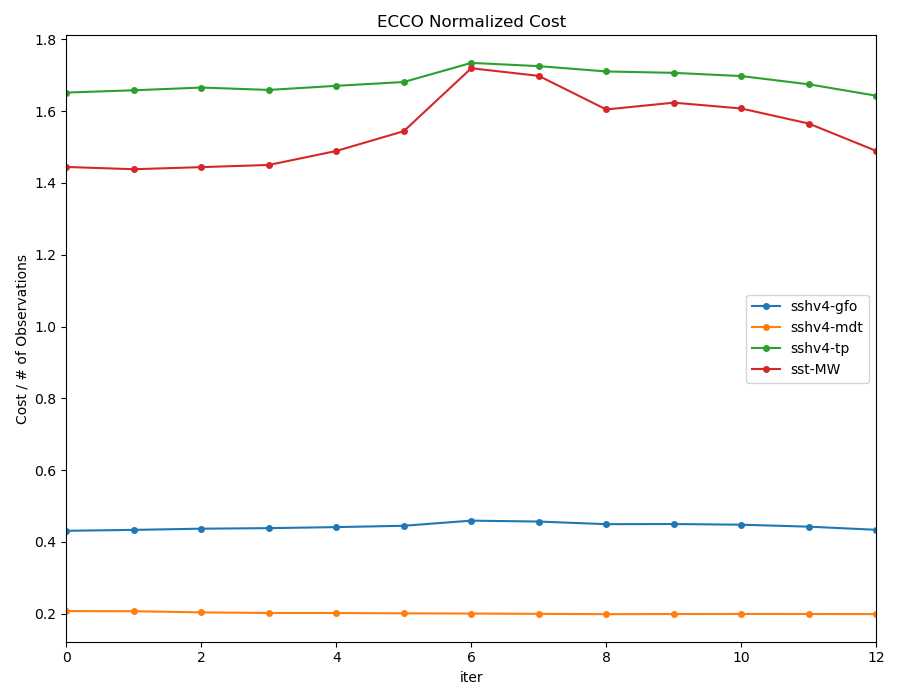 ECCO Normalized Cost
1.8
1.6
1.4
1.2
1.0
0.8
0.6
0.4
0.2
Cost / # of Observations
sshv4-gfo
sshv4-mdt
sshv4-tp
sst-MW
0 2 4 6 8 10 12
iter